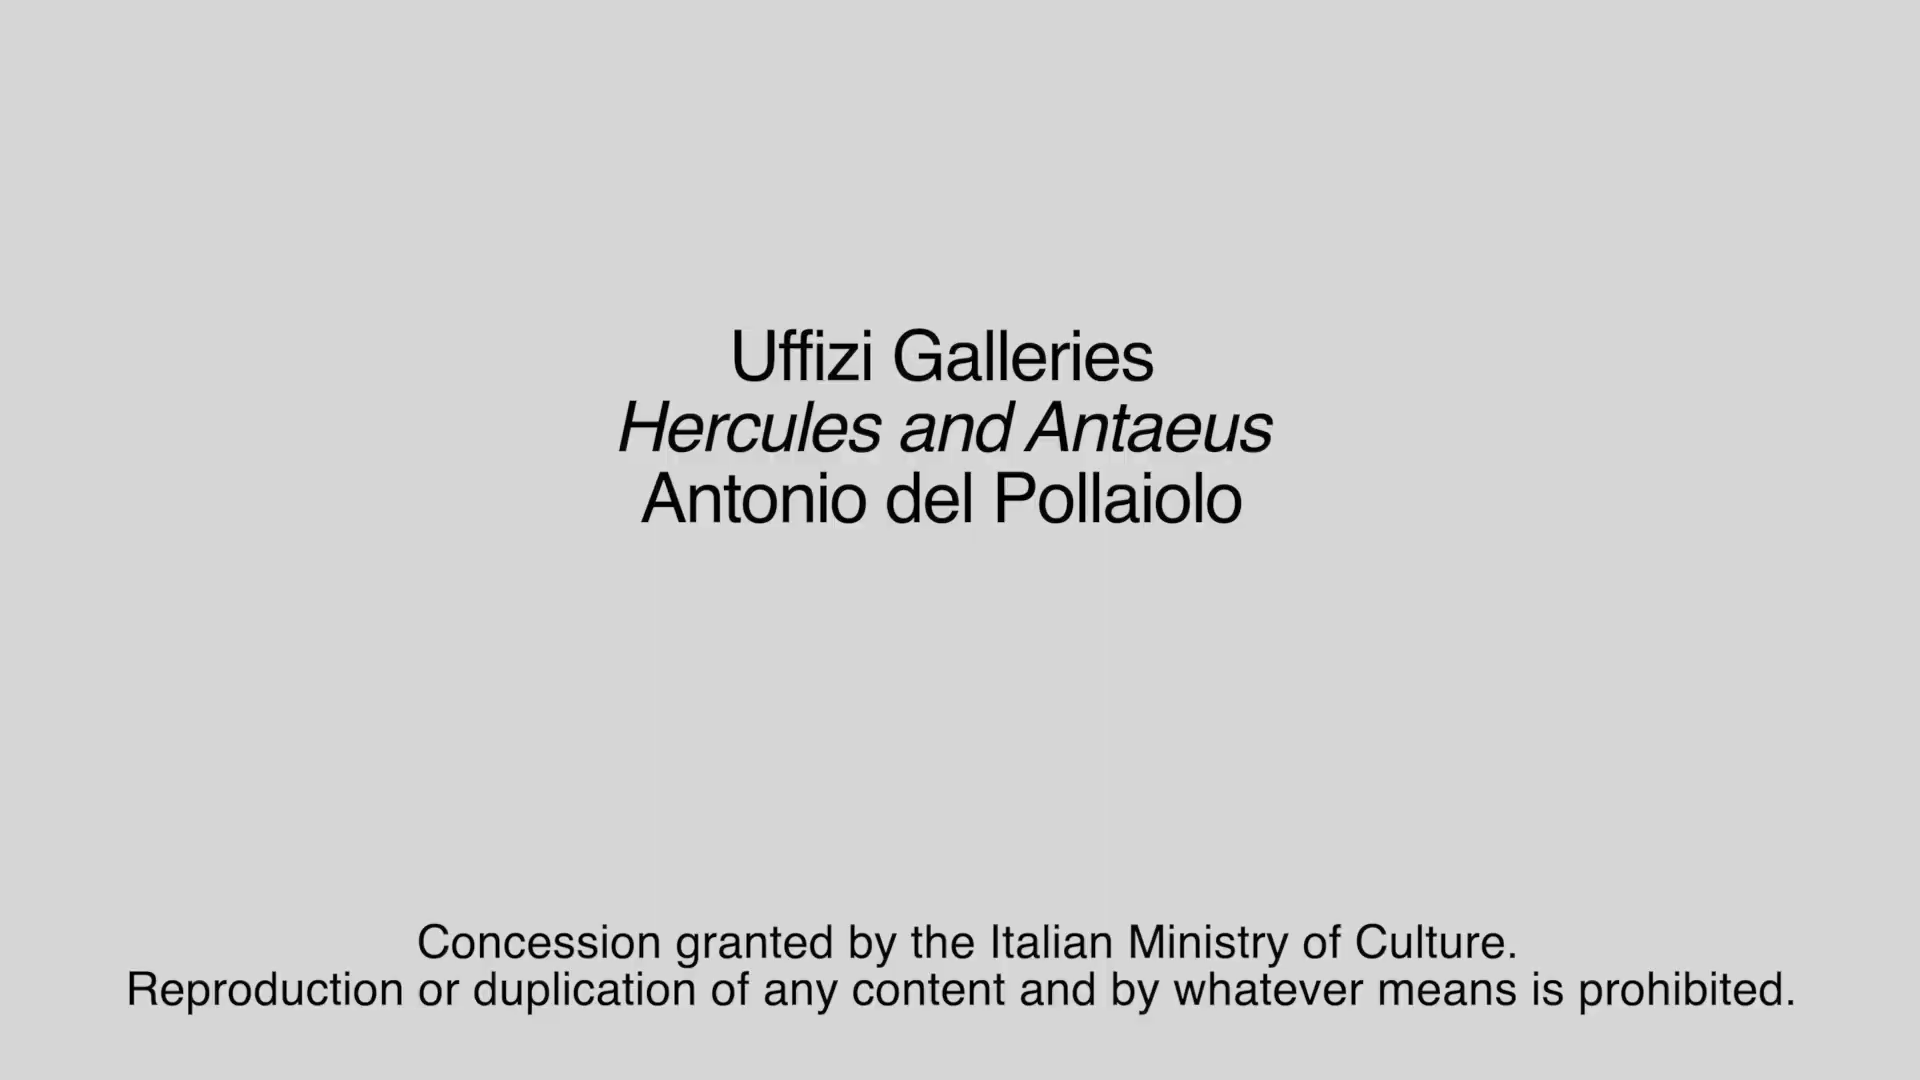 Uffizi Galleries
Hercules and Antaeus
Antonio del Pollaiolo
Concession granted by the Italian Ministry of Culture.
Reproduction or duplication of any content and by whatever means is prohibited.